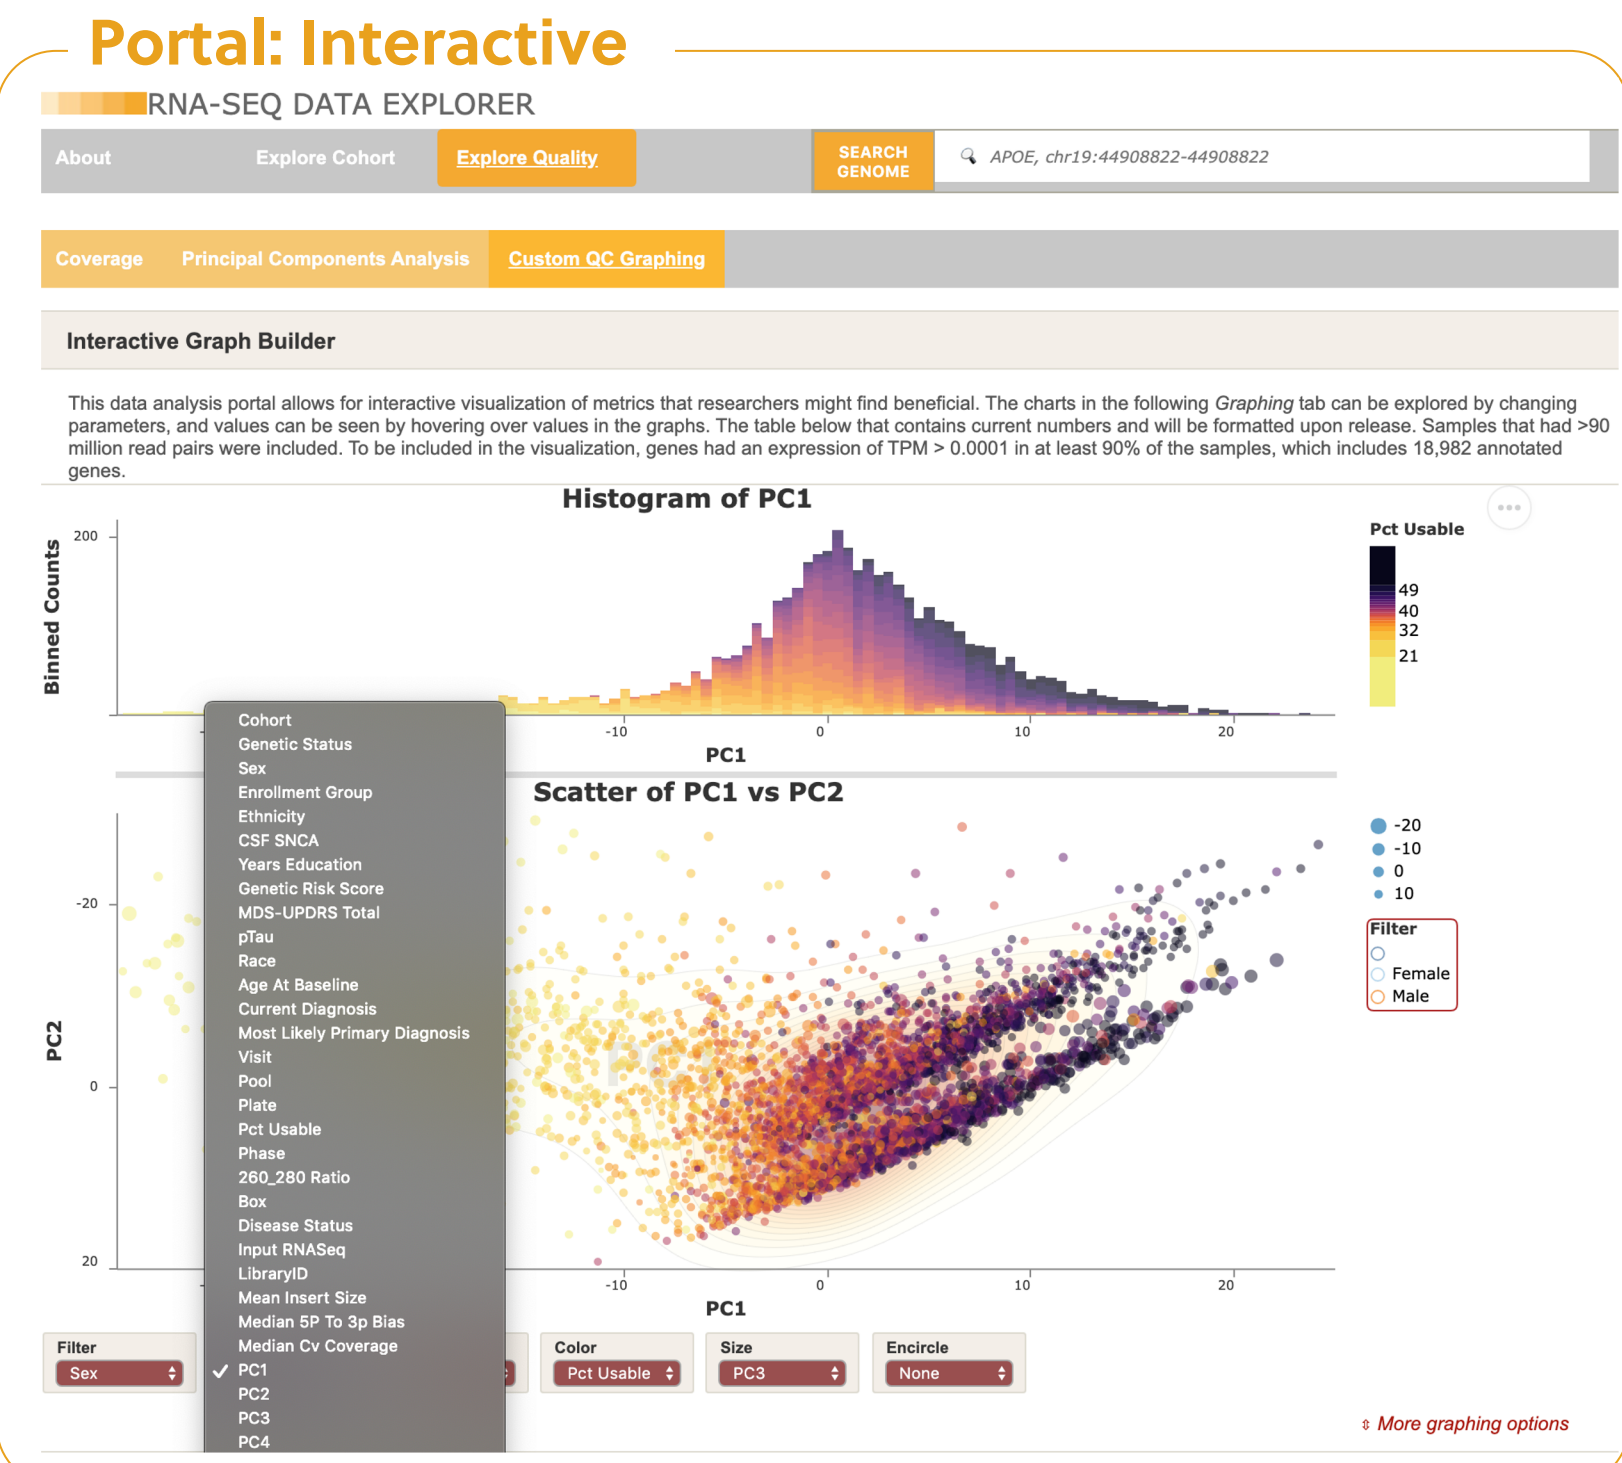 Portal: Interactive
RNA-SEQ DATA EXPLORER
About Explore Cohort Explore Quality SEARCH GENOME APOE, chr19:44908822-44908822
Coverage Principal Components Analysis Custom QC Graphing
Interactive Graph Builder
This data analysis portal allows for interactive visualization of metrics that researchers might find beneficial. The charts in the following Graphing tab can be explored by changing
parameters, and values can be seen by hovering over values in the graphs. The table below that contains current numbers and will be formatted upon release. Samples that had >90
million read pairs were included. To be included in the visualization, genes had an expression of TPM > 0.0001 in at least 90% of the samples, which includes 18,982 annotated
genes.
Histogram of PC1
200
Binned Counts
-10 0 10 20
PC1
Pct Usable
49
40
32
21
Scatter of PC1 vs PC2
-20
0
20
PC2
-10 0 10 20
PC1
-20
-10
0
10
Filter
Female
Male
Cohort
Genetic Status
Sex
Enrollment Group
Ethnicity
CSF SNCA
Years Education
Genetic Risk Score
MDS-UPDRS Total
pTau
Race
Age At Baseline
Current Diagnosis
Most Likely Primary Diagnosis
Visit
Pool
Plate
Pct Usable
Phase
260_280 Ratio
Box
Disease Status
Input RNASeq
LibraryID
Mean Insert Size
Median 5P To 3p Bias
Median Cv Coverage
✓ PC1
PC2
PC3
PC4
Filter
Sex
Color
Pct Usable
Size
PC3
Encircle
None
⇕ More graphing options